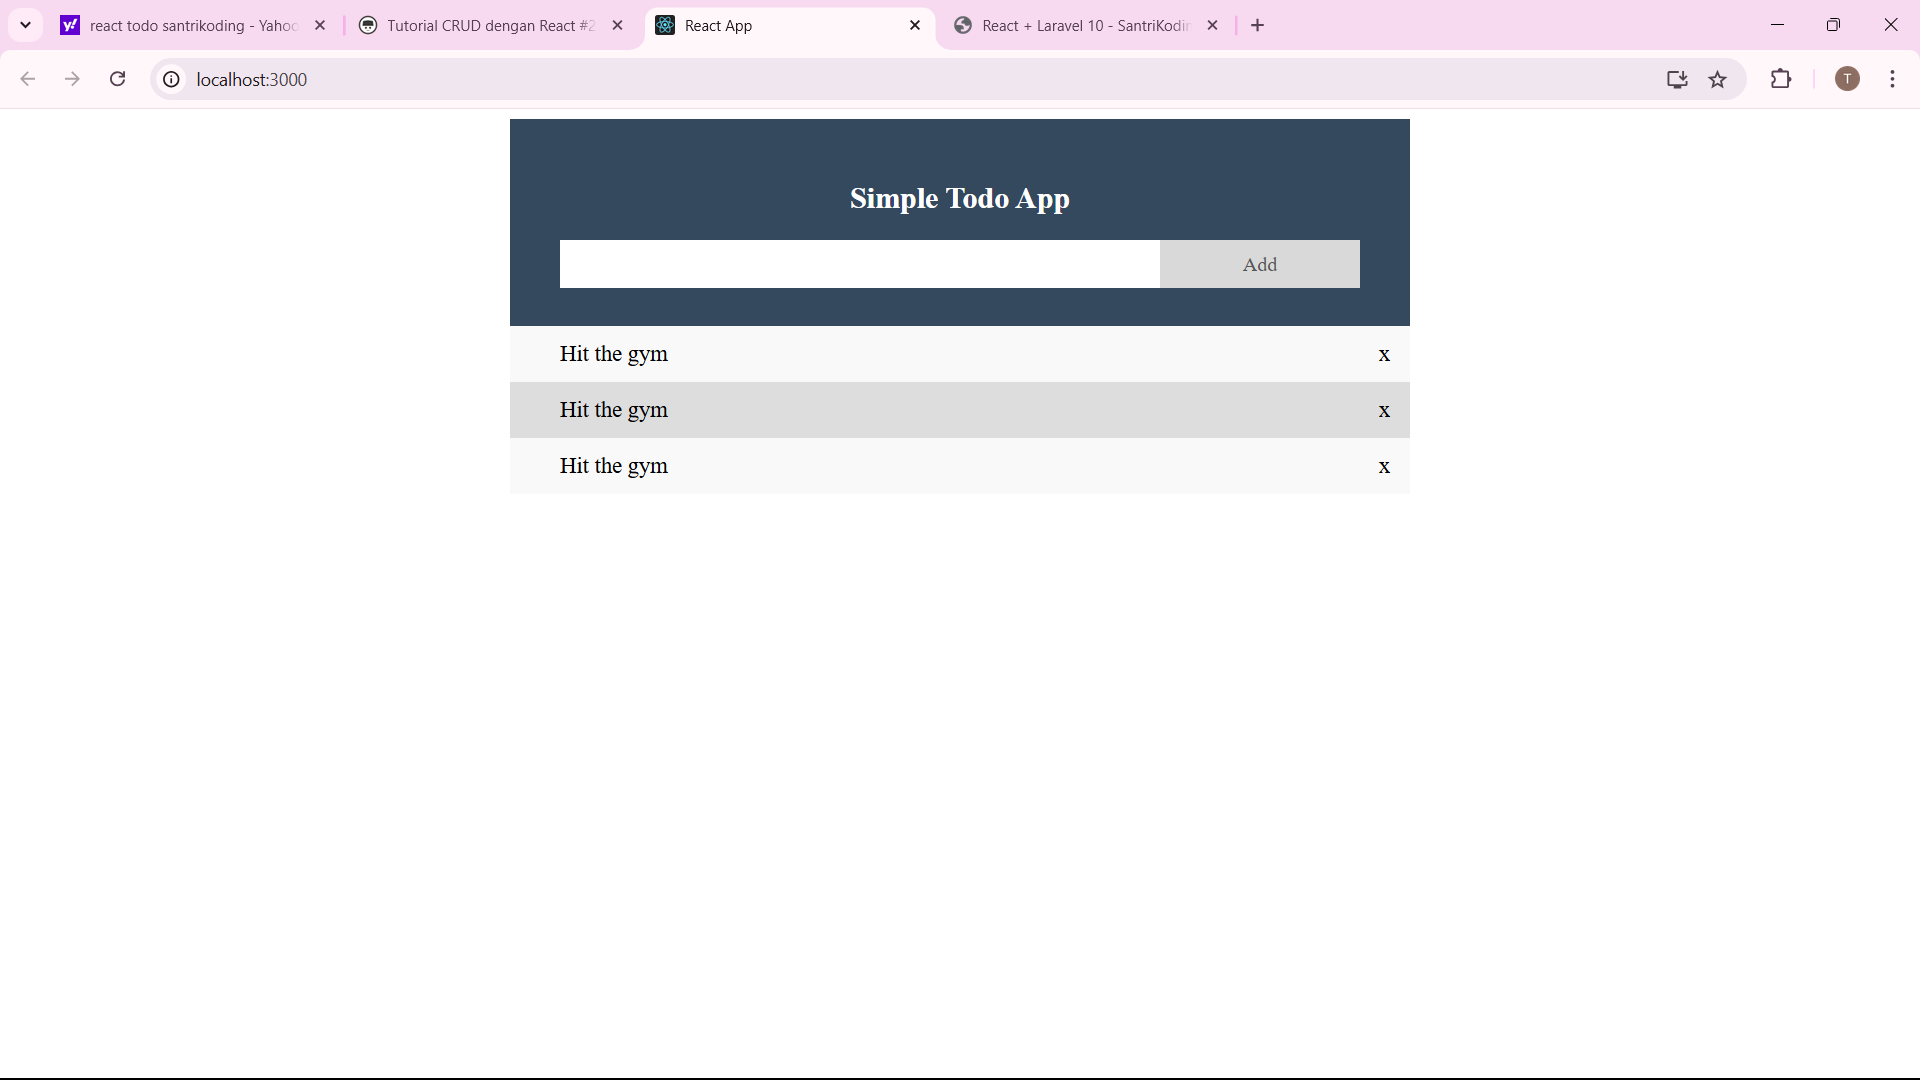 react todo santrikoding - Yahoo
Tutorial CRUD dengan React #2
React App
React + Laravel 10 - SantriKodin
localhost:3000
T
Simple Todo App
Add
Hit the gym x
Hit the gym x
Hit the gym x